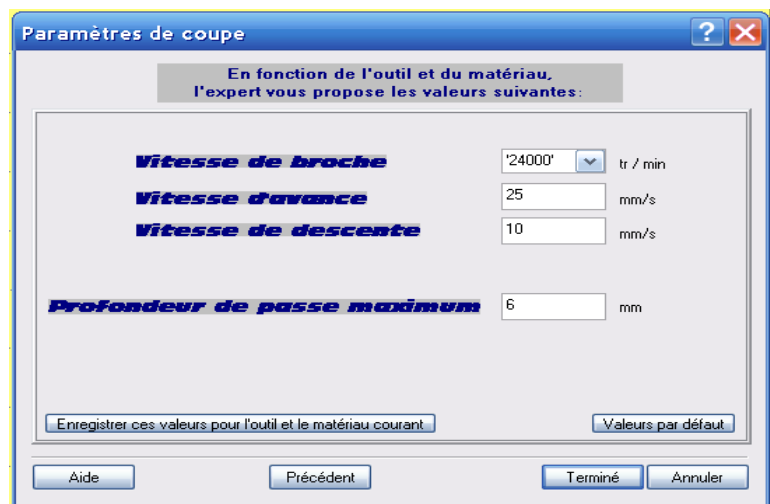 Paramètres de coupe
En fonction de l'outil et du matériau,
l'expert vous propose les valeurs suivantes:
Vitesse de broche '24000' tr / min
Vitesse d'avance 25 mm/s
Vitesse de descente 10 mm/s
Profondeur de passe maximum 6 mm
Enregistrer ces valeurs pour l'outil et le matériau courant Valeurs par défaut
Aide Précédent Terminé Annuler